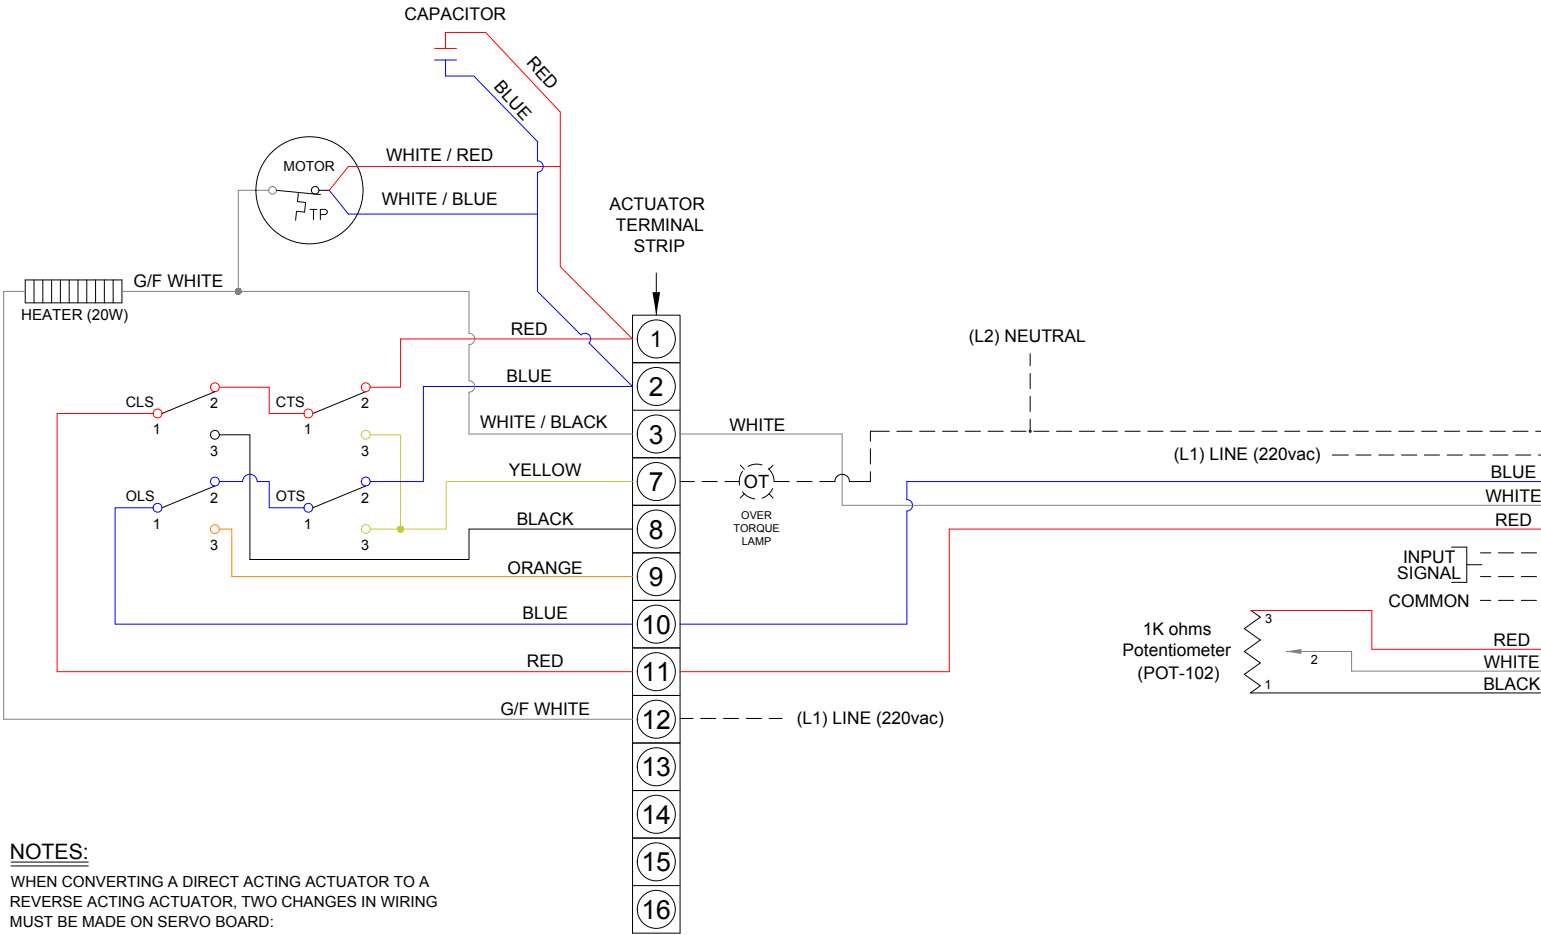 CAPACITOR
RED
BLUE
MOTOR
WHITE / RED
TP
WHITE / BLUE
ACTUATOR
TERMINAL
STRIP
G/F WHITE
HEATER (20W)
RED
1
(L2) NEUTRAL
BLUE
2
CLS
1
2
3
CTS
1
2
3
WHITE / BLACK
3
WHITE
(L1) LINE (220vac)
YELLOW
7
OT
OVER
TORQUE
LAMP
BLUE
WHITE
RED
OLS
1
2
3
OTS
1
2
3
BLACK
8
ORANGE
9
INPUT
SIGNAL
COMMON
BLUE
10
1K ohms
Potentiometer
(POT-102)
3
2
1
RED
WHITE
BLACK
RED
11
G/F WHITE
12
(L1) LINE (220vac)
13
14
15
16
NOTES:
WHEN CONVERTING A DIRECT ACTING ACTUATOR TO A
REVERSE ACTING ACTUATOR, TWO CHANGES IN WIRING
MUST BE MADE ON SERVO BOARD: